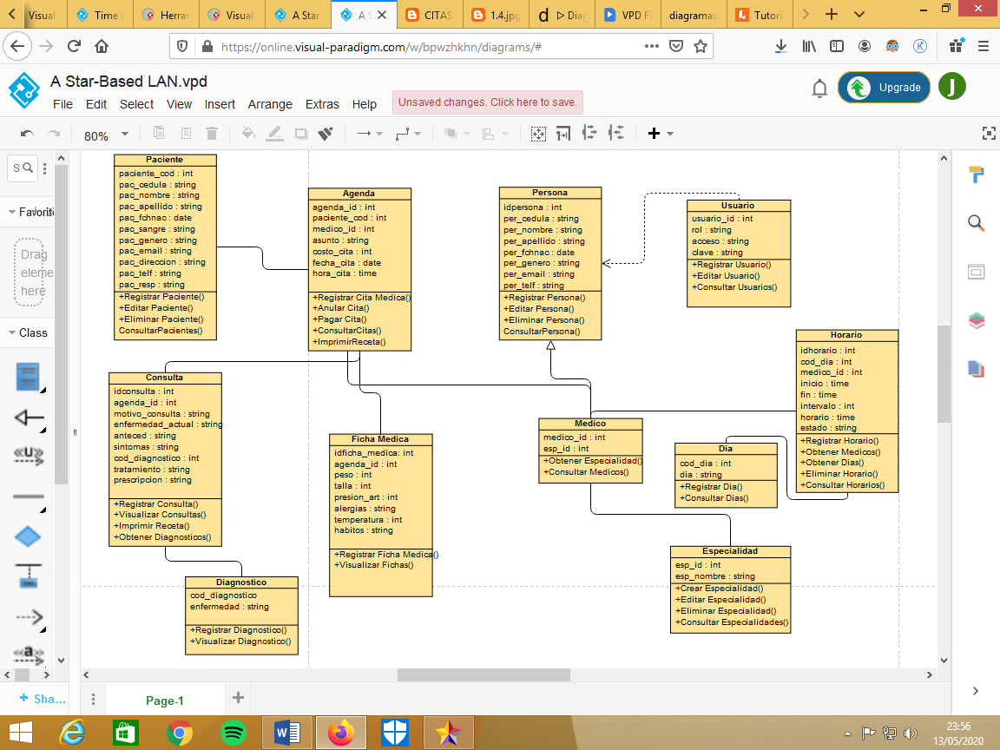 Visual
Time
Herrar
Visual
A Star
A S
CITAS
1.4.jpg
Diag
VPD F
diagramas
Tutori
https://online.visual-paradigm.com/w/bpwzhkhn/diagrams/#
A Star-Based LAN.vpd
File Edit Select View Insert Arrange Extras Help
Unsaved changes. Click here to save.
Upgrade
J
80%
S
Favorit
Drag
eleme
here
Class
<<U>>
<<a>>
Sha...
Paciente
paciente_cod : int
pac_cedula : string
pac_nombre : string
pac_apellido : string
pac_fchnac : date
pac_sangre : string
pac_genero : string
pac_email : string
pac_direccion : string
pac_telf : string
pac_resp : string
+Registrar Paciente()
+Editar Paciente()
+Eliminar Paciente()
ConsultarPacientes()
Agenda
agenda_id : int
paciente_cod : int
medico_id : int
asunto : string
costo_cita : int
fecha_cita : date
hora_cita : time
+Registrar Cita Medica()
+Anular Cita()
+Pagar Cita()
+ConsultarCitas()
+ImprimirReceta()
Persona
idpersona : int
per_cedula : string
per_nombre : string
per_apellido : string
per_fchnac : date
per_genero : string
per_email : string
per_telf : string
+Registrar Persona()
+Editar Persona()
+Eliminar Persona()
ConsultarPersona()
Usuario
usuario_id : int
rol : string
acceso : string
clave : string
+Registrar Usuario()
+Editar Usuario()
+Consultar Usuarios()
Horario
idhorario : int
cod_dia : int
medico_id : int
inicio : time
fin : time
intervalo : int
horario : time
estado : string
+Registrar Horario()
+Obtener Medicos()
+Obtener Dias()
+Eliminar Horario()
+Consultar Horarios()
Consulta
idconsulta : int
agenda_id : int
motivo_consulta : string
enfermedad_actual : string
anteced : string
sintomas : string
cod_diagnostico : int
tratamiento : string
prescripcion : string
+Registrar Consulta()
+Visualizar Consultas()
+Imprimir Receta()
+Obtener Diagnosticos()
Ficha Medica
idficha_medica: int
agenda_id : int
peso : int
talla : int
presion_art : int
alergias : string
temperatura : int
habitos : string
+Registrar Ficha Medica()
+Visualizar Fichas()
Medico
medico_id : int
esp_id : int
+Obtener Especialidad()
+Consultar Medicos()
Dia
cod_dia : int
dia : string
+Registrar Dia()
+Consultar Dias()
Diagnostico
cod_diagnostico
enfermedad : string
+Registrar Diagnostico()
+Visualizar Diagnostico()
Especialidad
esp_id : int
esp_nombre : string
+Crear Especialidad()
+Editar Especialidad()
+Eliminar Especialidad()
+Consultar Especialidades()
Page-1
23:56
13/05/2020